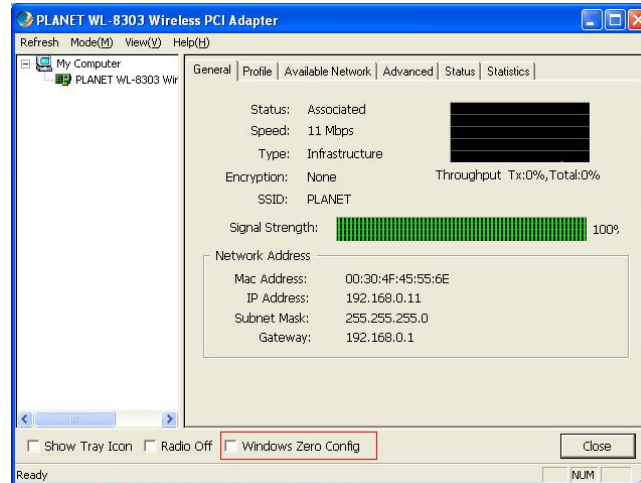 PLANET WL-8303 Wireless PCI Adapter
Refresh Mode(M) View(V) Help(H)
My Computer
PLANET WL-8303 Wir
General Profile Available Network Advanced Status Statistics
Status: Associated
Speed: 11 Mbps
Type: Infrastructure
Encryption: None
SSID: PLANET
Throughput Tx:0%,Total:0%
Signal Strength: 100%
Network Address
Mac Address: 00:30:4F:45:55:6E
IP Address: 192.168.0.11
Subnet Mask: 255.255.255.0
Gateway: 192.168.0.1
Show Tray Icon Radio Off Windows Zero Config Close
Ready NUM